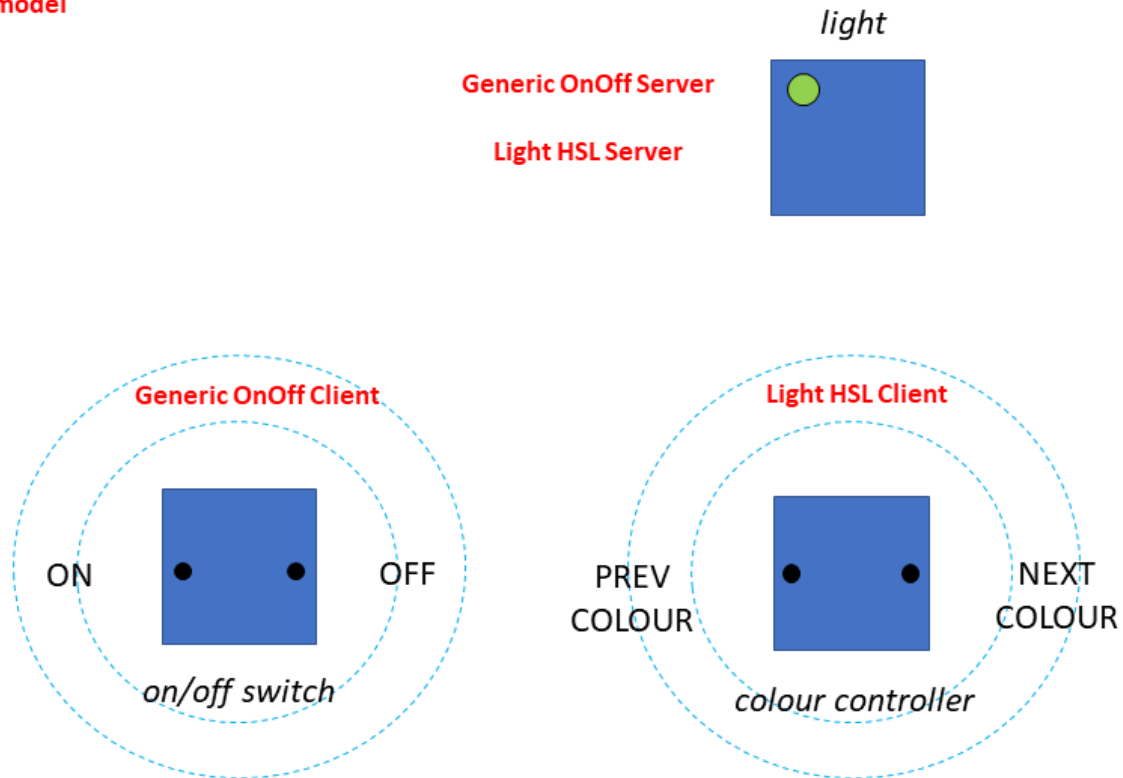 model
light
Generic OnOff Server
Light HSL Server
Generic OnOff Client
ON
OFF
on/off switch
Light HSL Client
PREV
COLOUR
NEXT
COLOUR
colour controller